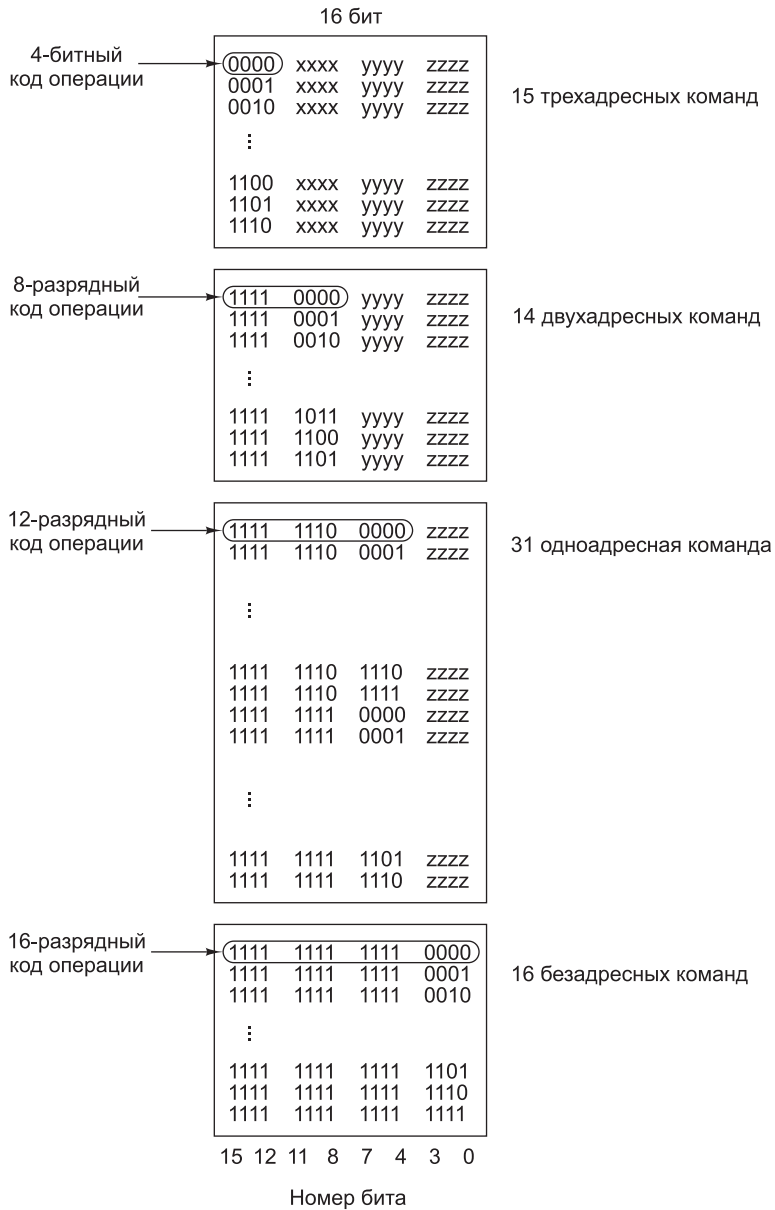 16 бит
4-битный
код операции
0000 xxxx yyyy zzzz
0001 xxxx yyyy zzzz
0010 xxxx yyyy zzzz
⋮
1100 xxxx yyyy zzzz
1101 xxxx yyyy zzzz
1110 xxxx yyyy zzzz
15 трехадресных команд
8-разрядный
код операции
1111 0000 yyyy zzzz
1111 0001 yyyy zzzz
1111 0010 yyyy zzzz
⋮
1111 1011 yyyy zzzz
1111 1100 yyyy zzzz
1111 1101 yyyy zzzz
14 двухадресных команд
12-разрядный
код операции
1111 1110 0000 zzzz
1111 1110 0001 zzzz
⋮
1111 1110 1110 zzzz
1111 1110 1111 zzzz
1111 1111 0000 zzzz
1111 1111 0001 zzzz
⋮
1111 1111 1101 zzzz
1111 1111 1110 zzzz
31 одноадресная команда
16-разрядный
код операции
1111 1111 1111 0000
1111 1111 1111 0001
1111 1111 1111 0010
⋮
1111 1111 1111 1101
1111 1111 1111 1110
1111 1111 1111 1111
16 безадресных команд
15 12 11 8 7 4 3 0
Номер бита